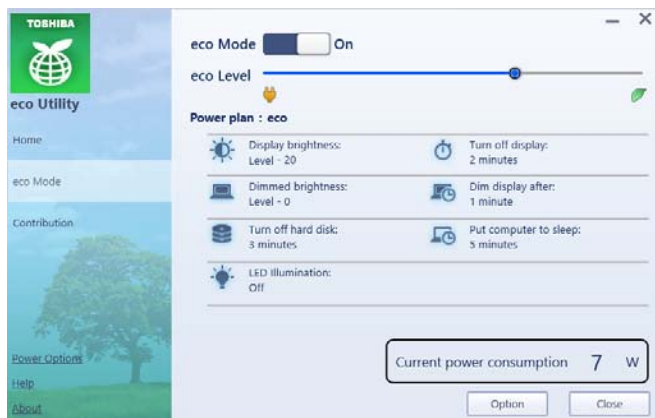 TOSHIBA
eco Utility
Home
eco Mode
Contribution
Power Options
Help
About
eco Mode On
eco Level
Power plan : eco
Display brightness:
Level - 20
Turn off display:
2 minutes
Dimmed brightness:
Level - 0
Dim display after:
1 minute
Turn off hard disk:
3 minutes
Put computer to sleep:
5 minutes
LED Illumination:
Off
Current power consumption 7 W
Option
Close